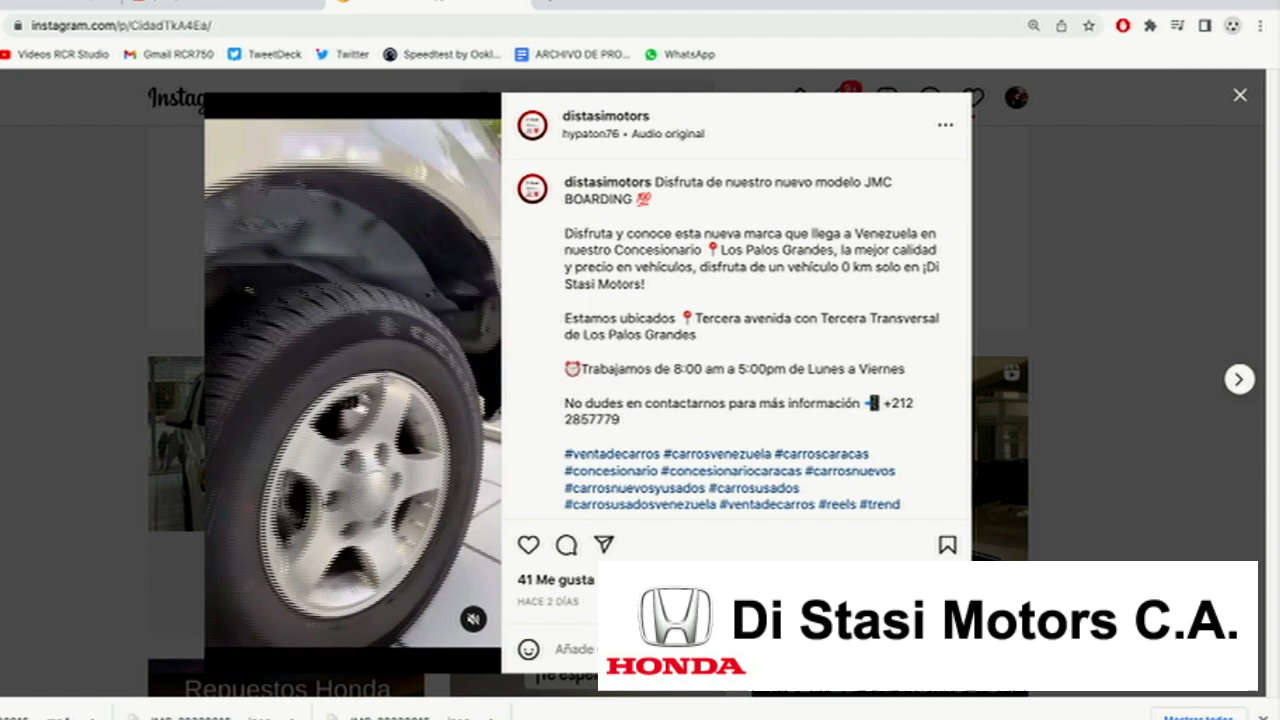 instagram.com/p/CidadTkA4Ea/
Videos RCR Studio
Gmail RCR750
TweetDeck
Twitter
Speedtest by Ookl...
ARCHIVO DE PRO...
WhatsApp
Instag
distasimotors
hypaton76 • Audio original
distasimotors Disfruta de nuestro nuevo modelo JMC
BOARDING 💯
Disfruta y conoce esta nueva marca que llega a Venezuela en
nuestro Concesionario 📍Los Palos Grandes, la mejor calidad
y precio en vehículos, disfruta de un vehículo 0 km solo en ¡Di
Stasi Motors!
Estamos ubicados 📍Tercera avenida con Tercera Transversal
de Los Palos Grandes
⏰Trabajamos de 8:00 am a 5:00pm de Lunes a Viernes
No dudes en contactarnos para más información 📲 +212
2857779
#ventadecarros #carrosvenezuela #carroscaracas
#concesionario #concesionariocaracas #carrosnuevos
#carrosnuevosyusados #carrosusados
#carrosusadosvenezuela #ventadecarros #reels #trend
41 Me gusta
HACE 2 DÍAS
Añade
Di Stasi Motors C.A.
HONDA
Repuestos Honda